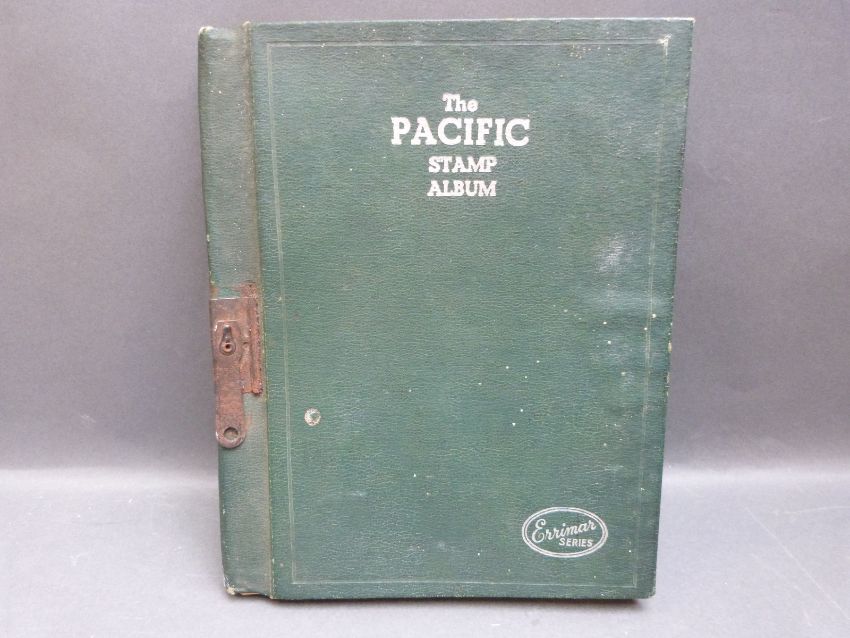 The
PACIFIC
STAMP
ALBUM
Errimar
SERIES